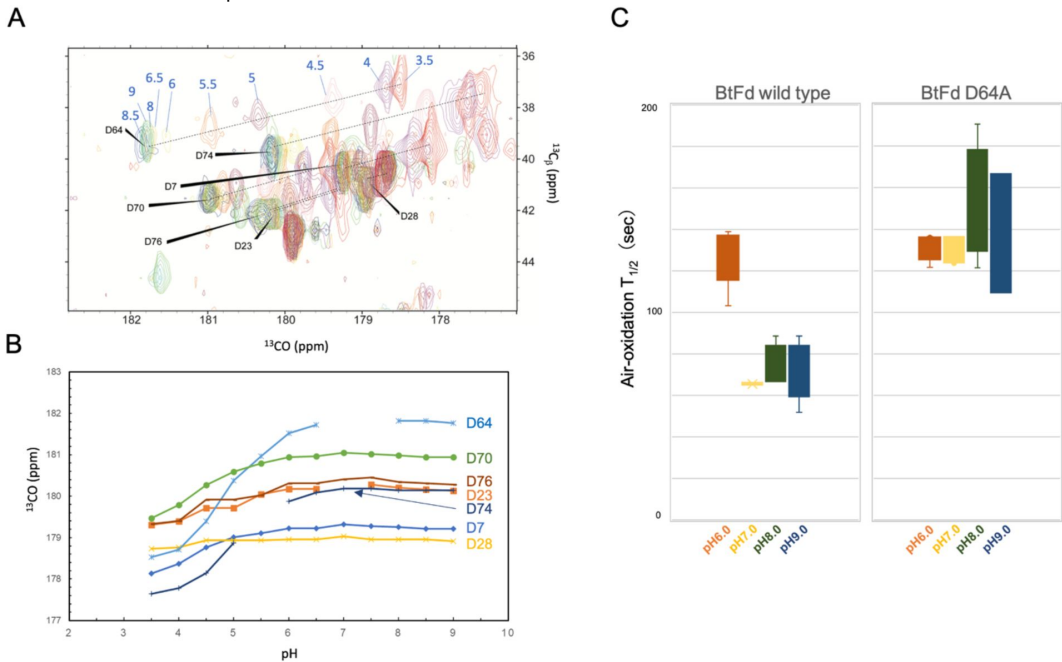 A
9
8.5
8
6.5
6
5.5
5
4.5
4
3.5
D64
D74
D7
D70
D76
D23
D28
36
38
40
42
44
¹³Cβ (ppm)
182
181
180
179
178
¹³CO (ppm)
B
183
182
181
180
179
178
177
¹³CO (ppm)
D64
D70
D76
D23
D74
D7
D28
2
3
4
5
6
7
8
9
10
pH
C
BtFd wild type
BtFd D64A
200
100
0
Air-oxidation T1/2 (sec)
pH6.0
pH7.0
pH8.0
pH9.0
pH6.0
pH7.0
pH8.0
pH9.0